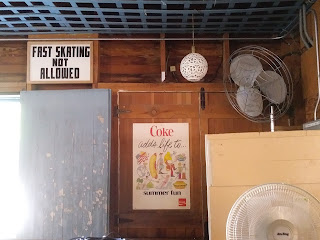 FAST SKATING
NOT
ALLOWED
Coke
adds life to...
summer fun